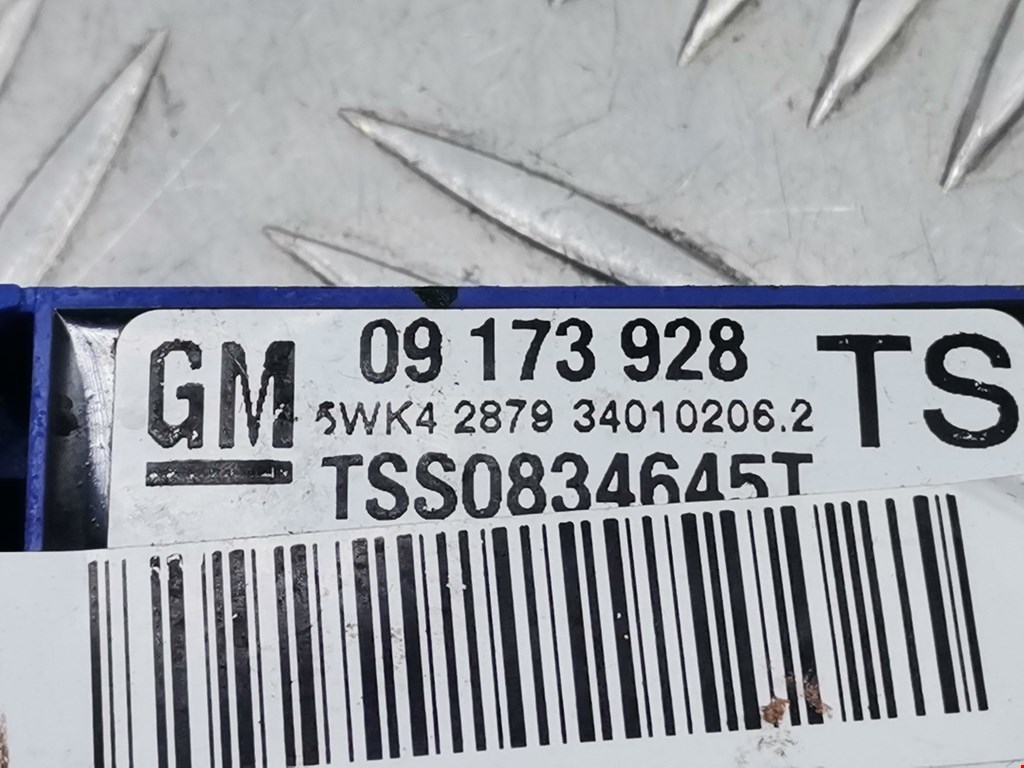 GM
09 173 928
5WK4 2879 34010206.2
TSS0834645T
TS